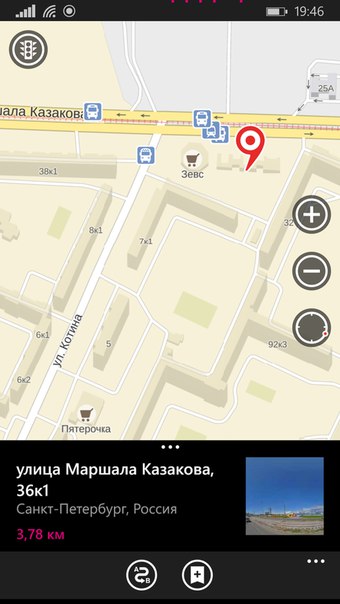 19:46
25А
шала Казакова
Зевс
38к1
32
8к1
7к1
ул. Котина
6к1
5
92к3
6к2
Пятерочка
улица Маршала Казакова,
36к1
Санкт-Петербург, Россия
3,78 км
A
B